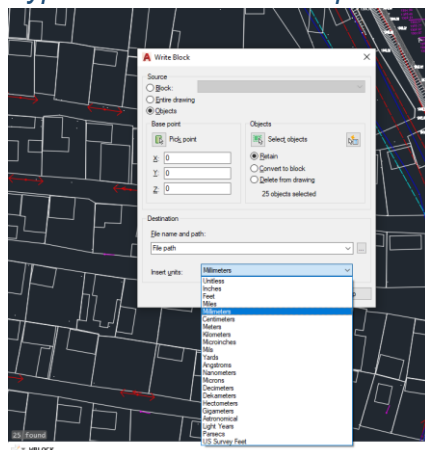 Write Block
Source
Block:
Entire drawing
Objects
Base point
Pick point
X: 0
Y: 0
Z: 0
Objects
Select objects
Retain
Convert to block
Delete from drawing
25 objects selected
Destination
File name and path:
File path
...
Insert units: Millimeters
Unitless
Inches
Feet
Miles
Millimeters
Centimeters
Meters
Kilometers
Microinches
Mils
Yards
Angstroms
Nanometers
Microns
Decimeters
Dekameters
Hectometers
Gigameters
Astronomical
Light Years
Parsecs
US Survey Feet
25 found
WBLOCK